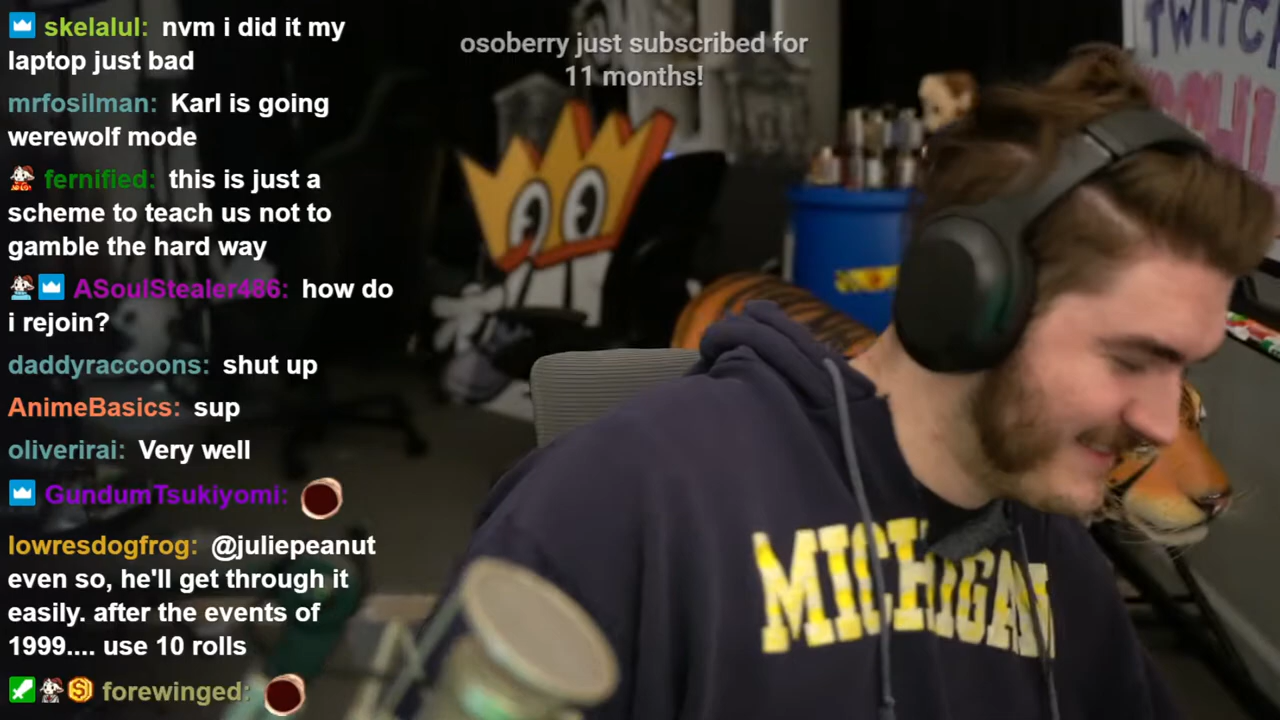 skelalul: nvm i did it my
laptop just bad
mrfosilman: Karl is going
werewolf mode
fernified: this is just a
scheme to teach us not to
gamble the hard way
ASoulStealer486: how do
i rejoin?
daddyraccoons: shut up
AnimeBasics: sup
oliverirai: Very well
GundumTsukiyomi:
lowresdogfrog: @juliepeanut
even so, he'll get through it
easily. after the events of
1999.... use 10 rolls
forewinged:
osoberry just subscribed for
11 months!
TWITCH
MICHIGAN